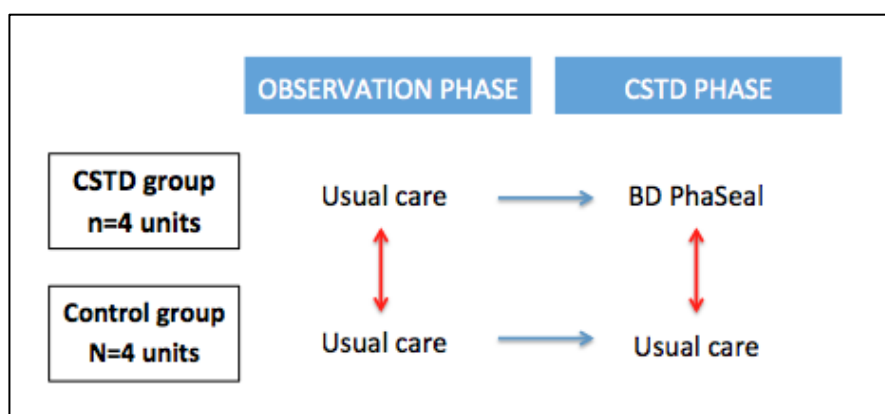 OBSERVATION PHASE
CSTD PHASE
CSTD group
n=4 units
Usual care
BD PhaSeal
Control group
N=4 units
Usual care
Usual care